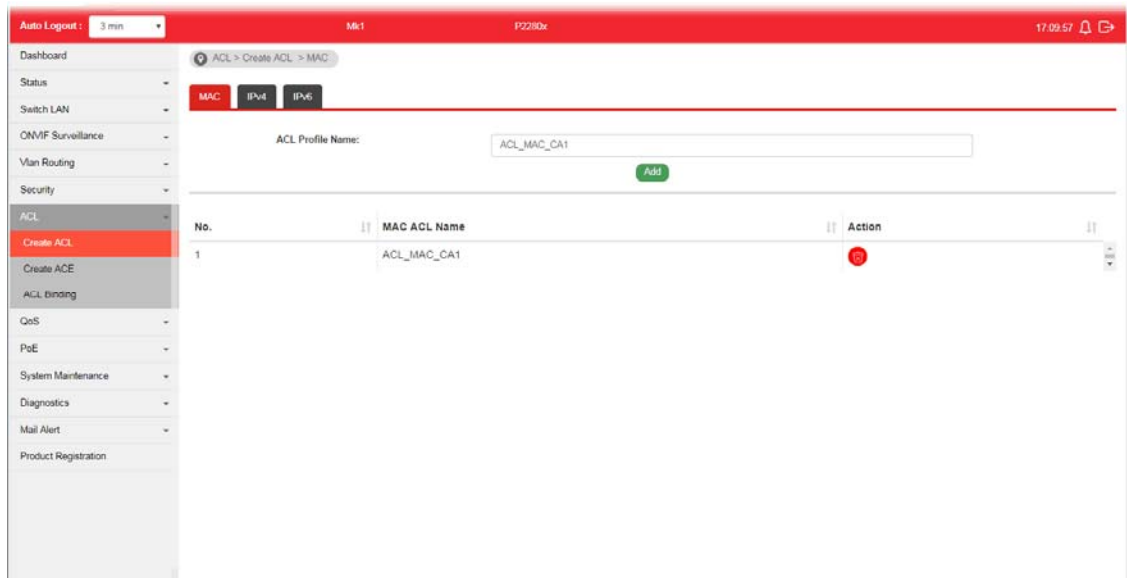 Auto Logout : 3 min Mk1 P2280x 17:09:57
Dashboard
Status
Switch LAN
ONVIF Surveillance
Vlan Routing
Security
ACL
Create ACL
Create ACE
ACL Binding
QoS
PoE
System Maintenance
Diagnostics
Mail Alert
Product Registration
ACL > Create ACL > MAC
MAC IPv4 IPv6
ACL Profile Name: ACL_MAC_CA1
Add
No. MAC ACL Name Action
1 ACL_MAC_CA1